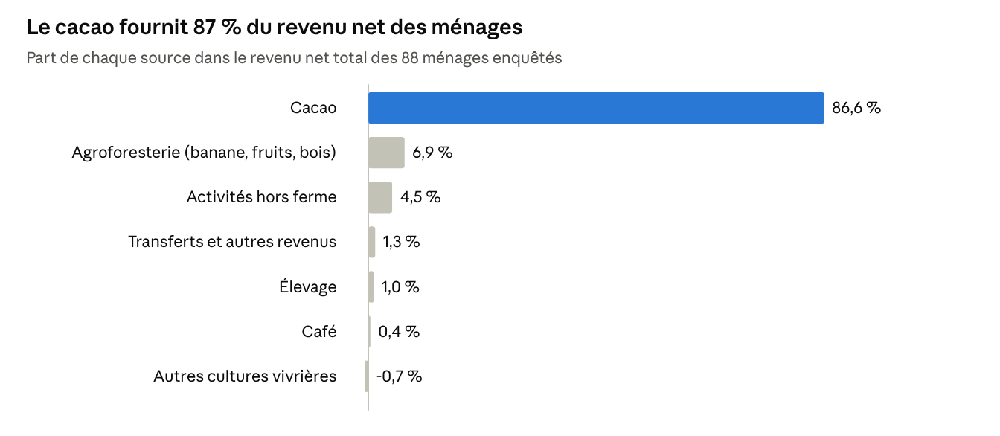 Le cacao fournit 87 % du revenu net des ménages
Part de chaque source dans le revenu net total des 88 ménages enquêtés
Cacao 86,6 %
Agroforesterie (banane, fruits, bois) 6,9 %
Activités hors ferme 4,5 %
Transferts et autres revenus 1,3 %
Élevage 1,0 %
Café 0,4 %
Autres cultures vivrières -0,7 %